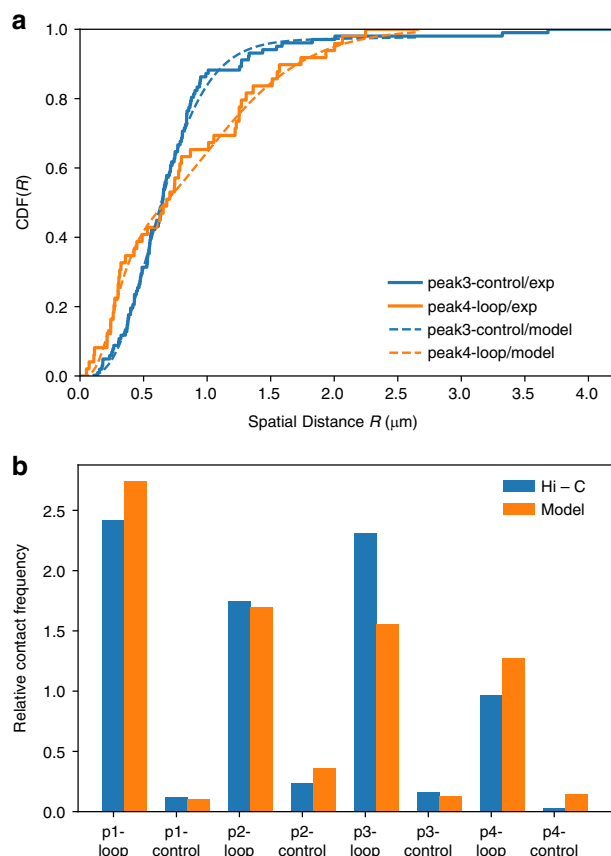 a
1.0
0.8
0.6
0.4
0.2
0.0
CDF(R)
peak3-control/exp
peak4-loop/exp
peak3-control/model
peak4-loop/model
0.0 0.5 1.0 1.5 2.0 2.5 3.0 3.5 4.0
Spatial Distance R (μm)
b
2.5
2.0
1.5
1.0
0.5
0.0
Relative contact frequency
Hi – C
Model
p1- p1- p2- p2- p3- p3- p4- p4-
loop control loop control loop control loop control